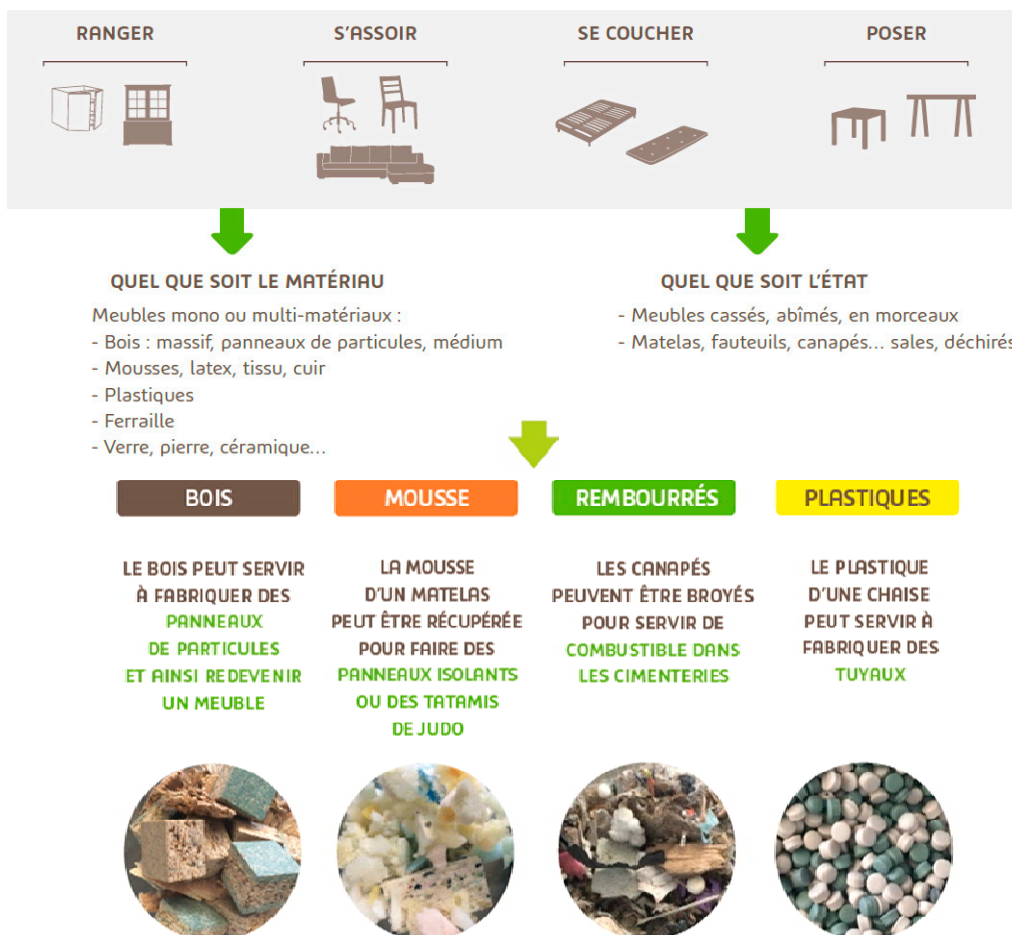 RANGER
S'ASSOIR
SE COUCHER
POSER
QUEL QUE SOIT LE MATÉRIAU
Meubles mono ou multi-matériaux :
- Bois : massif, panneaux de particules, médium
- Mousses, latex, tissu, cuir
- Plastiques
- Ferraille
- Verre, pierre, céramique...
QUEL QUE SOIT L'ÉTAT
- Meubles cassés, abîmés, en morceaux
- Matelas, fauteuils, canapés... sales, déchirés
BOIS
LE BOIS PEUT SERVIR
À FABRIQUER DES
PANNEAUX
DE PARTICULES
ET AINSI REDEVENIR
UN MEUBLE
MOUSSE
LA MOUSSE
D'UN MATELAS
PEUT ÊTRE RÉCUPÉRÉE
POUR FAIRE DES
PANNEAUX ISOLANTS
OU DES TATAMIS
DE JUDO
REMBOURRÉS
LES CANAPÉS
PEUVENT ÊTRE BROYÉS
POUR SERVIR DE
COMBUSTIBLE DANS
LES CIMENTERIES
PLASTIQUES
LE PLASTIQUE
D'UNE CHAISE
PEUT SERVIR À
FABRIQUER DES
TUYAUX